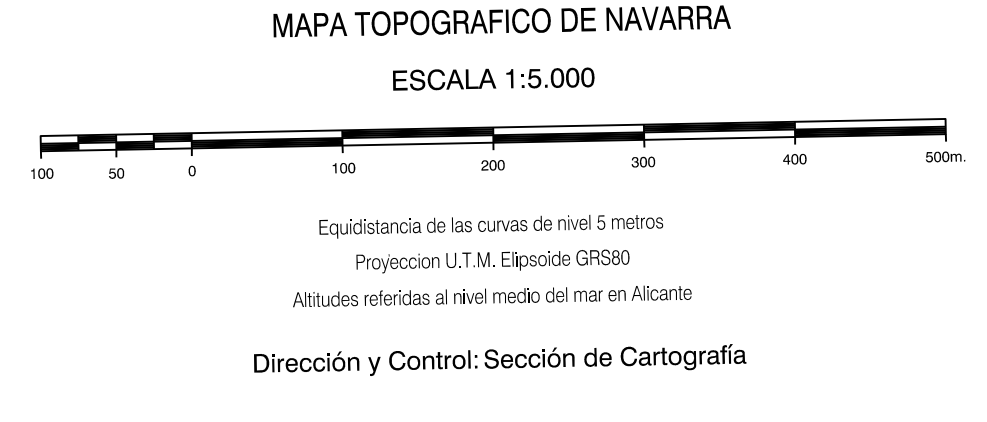 MAPA TOPOGRAFICO DE NAVARRA
ESCALA 1:5.000
100 50 0 100 200 300 400 500m.
Equidistancia de las curvas de nivel 5 metros
Proyeccion U.T.M. Elipsoide GRS80
Altitudes referidas al nivel medio del mar en Alicante
Dirección y Control: Sección de Cartografía